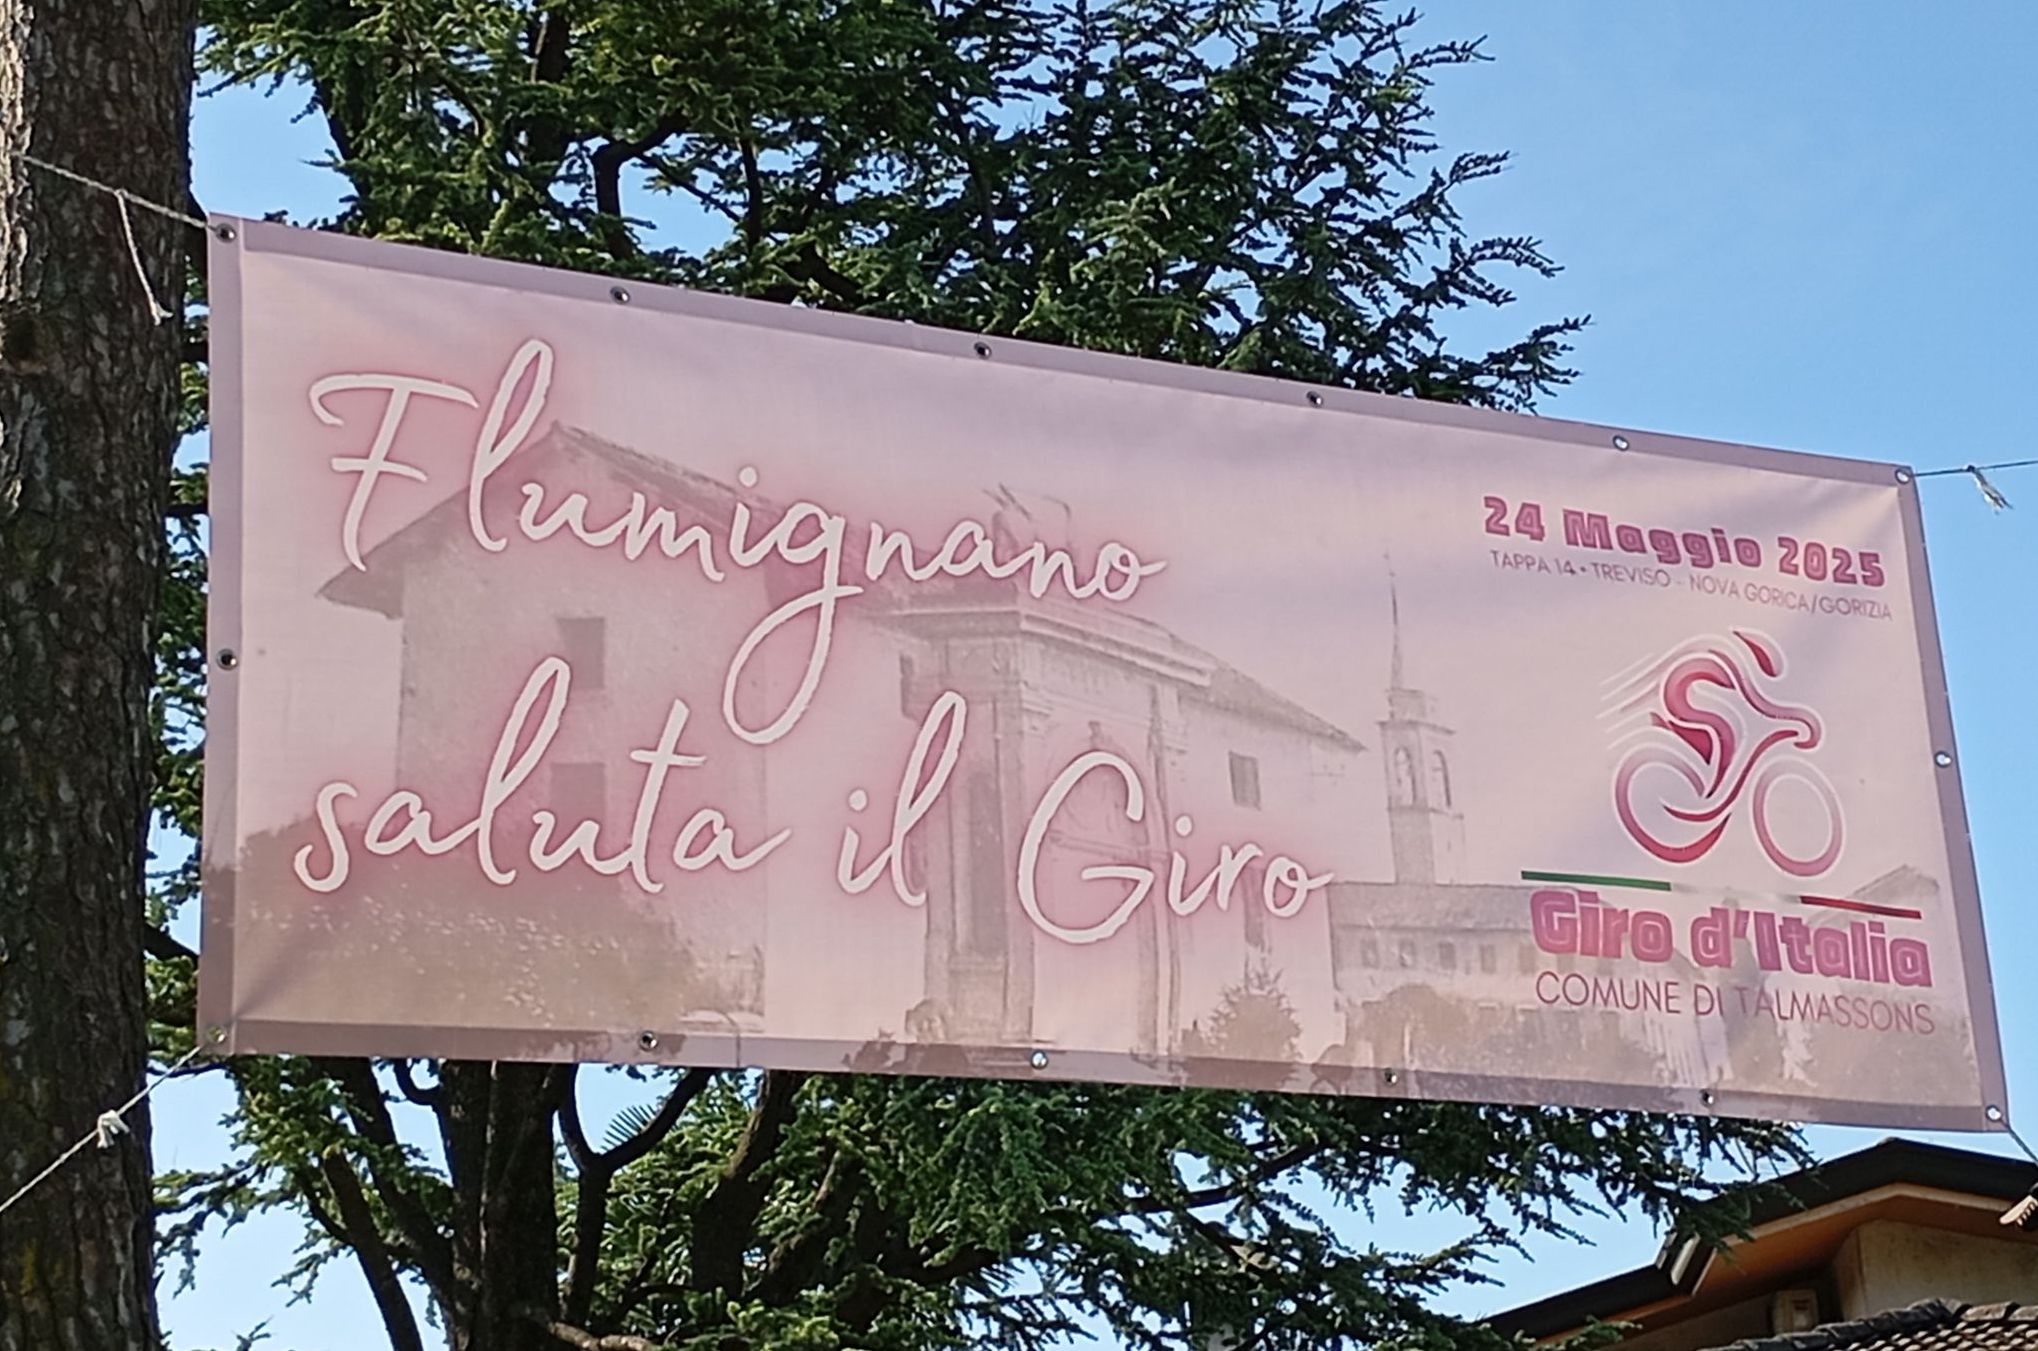 Flumignano
saluta il Giro
24 Maggio 2025
TAPPA 14 • TREVISO - NOVA GORICA/GORIZIA
Giro d'Italia
COMUNE DI TALMASSONS